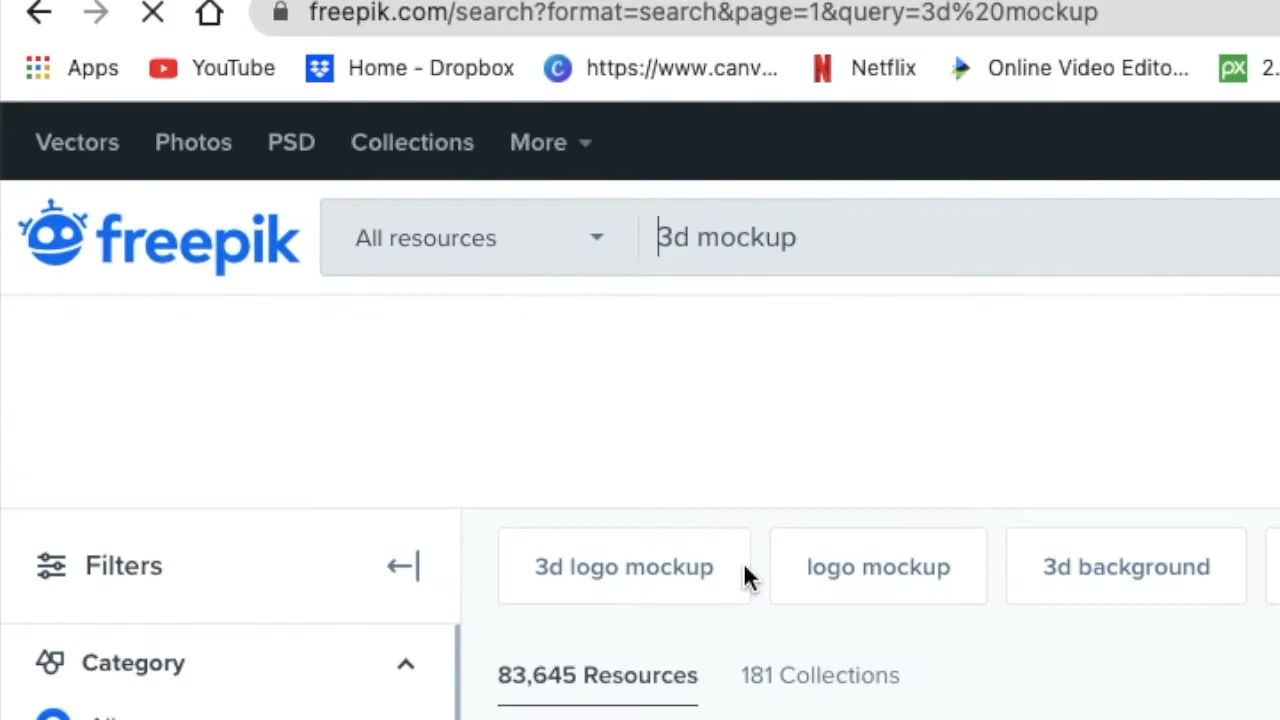 freepik.com/search?format=search&page=1&query=3d%20mockup
Apps YouTube Home - Dropbox https://www.canv... Netflix Online Video Edito... px 2.
Vectors Photos PSD Collections More
freepik All resources 3d mockup
Filters 3d logo mockup logo mockup 3d background
Category
83,645 Resources 181 Collections